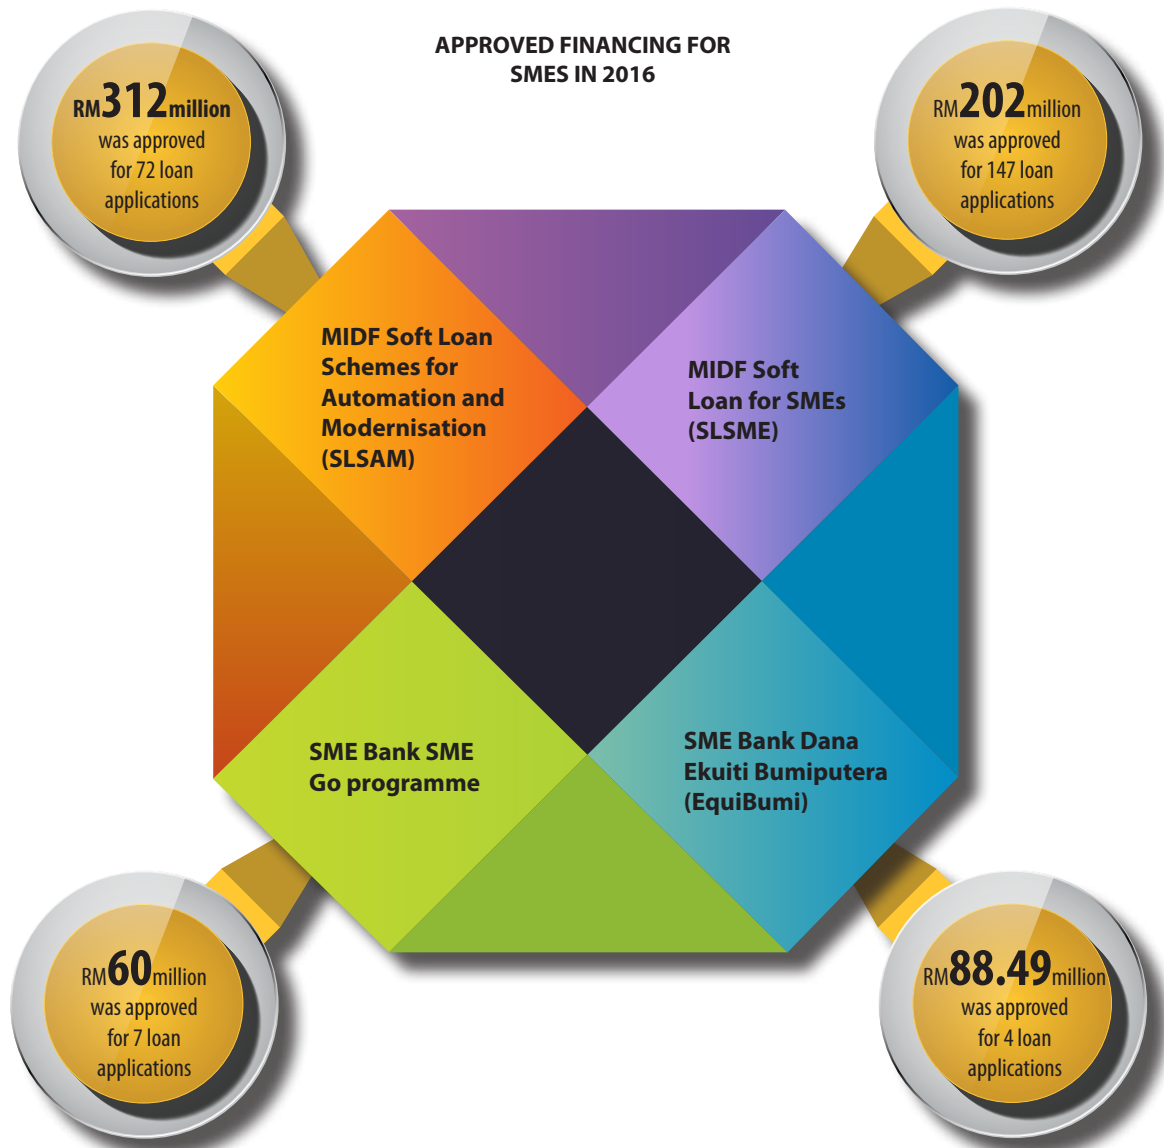 APPROVED FINANCING FOR
SMES IN 2016
RM312million
was approved
for 72 loan
applications
RM202million
was approved
for 147 loan
applications
MIDF Soft Loan
Schemes for
Automation and
Modernisation
(SLSAM)
MIDF Soft
Loan for SMEs
(SLSME)
SME Bank SME
Go programme
SME Bank Dana
Ekuiti Bumiputera
(EquiBumi)
RM60million
was approved
for 7 loan
applications
RM88.49million
was approved
for 4 loan
applications